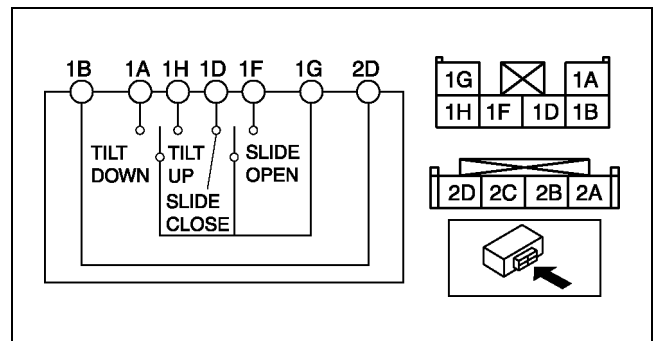 1B 1A 1H 1D 1F 1G 2D
TILT DOWN
TILT UP
SLIDE CLOSE
SLIDE OPEN
1G 1A
1H 1F 1D 1B
2D 2C 2B 2A